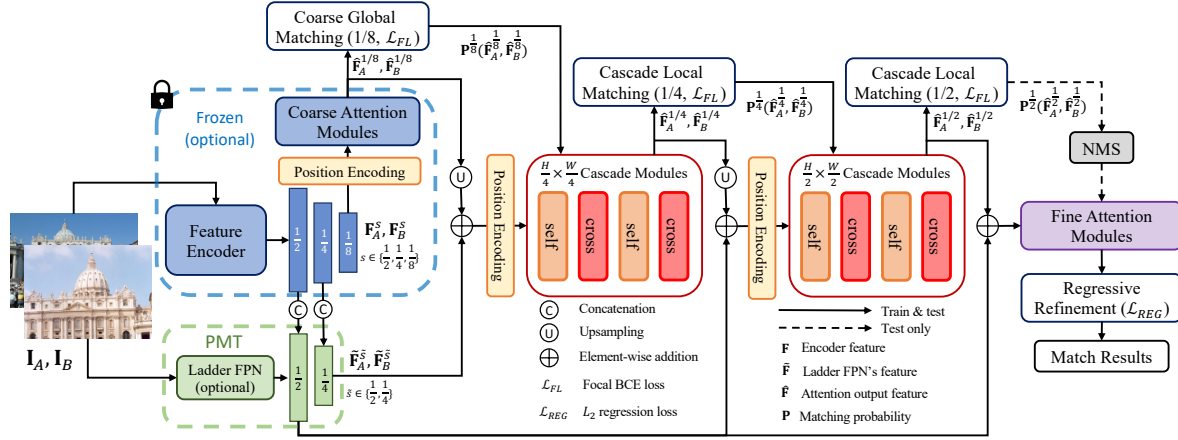 Coarse Global
Matching (1/8, ℒ_FL)
P^{1/8}(F̂_A^{1/8}, F̂_B^{1/8})
F̂_A^{1/8}, F̂_B^{1/8}
Frozen
(optional)
Coarse Attention
Modules
Position Encoding
Feature
Encoder
1/2
1/4
1/8
F_A^s, F_B^s
s ∈ {1/2, 1/4, 1/8}
I_A, I_B
C
C
PMT
Ladder FPN
(optional)
1/2
1/4
F̃_A^s̃, F̃_B^s̃
s̃ ∈ {1/2, 1/4}
U
Position Encoding
Cascade Local
Matching (1/4, ℒ_FL)
F̂_A^{1/4}, F̂_B^{1/4}
P^{1/4}(F̂_A^{1/4}, F̂_B^{1/4})
H/4 × W/4 Cascade Modules
self
cross
self
cross
U
Position Encoding
Cascade Local
Matching (1/2, ℒ_FL)
F̂_A^{1/2}, F̂_B^{1/2}
P^{1/2}(F̂_A^{1/2}, F̂_B^{1/2})
H/2 × W/2 Cascade Modules
self
cross
self
cross
NMS
Fine Attention
Modules
Regressive
Refinement (ℒ_REG)
Match Results
C Concatenation
U Upsampling
Element-wise addition
ℒ_FL Focal BCE loss
ℒ_REG L_2 regression loss
Train & test
Test only
F Encoder feature
F̃ Ladder FPN's feature
F̂ Attention output feature
P Matching probability